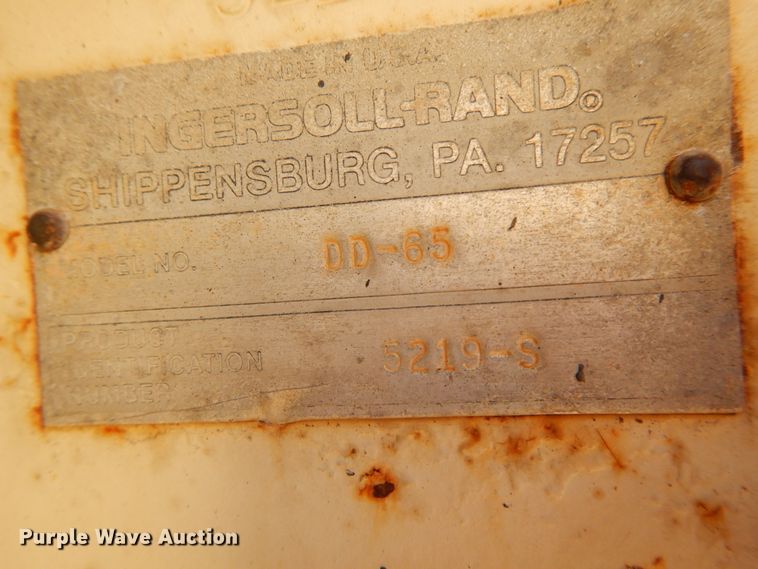 MADE IN U.S.A.
INGERSOLL-RAND®
SHIPPENSBURG, PA. 17257
MODEL NO. DD-65
PRODUCT
IDENTIFICATION 5219-S
NUMBER
Purple Wave Auction